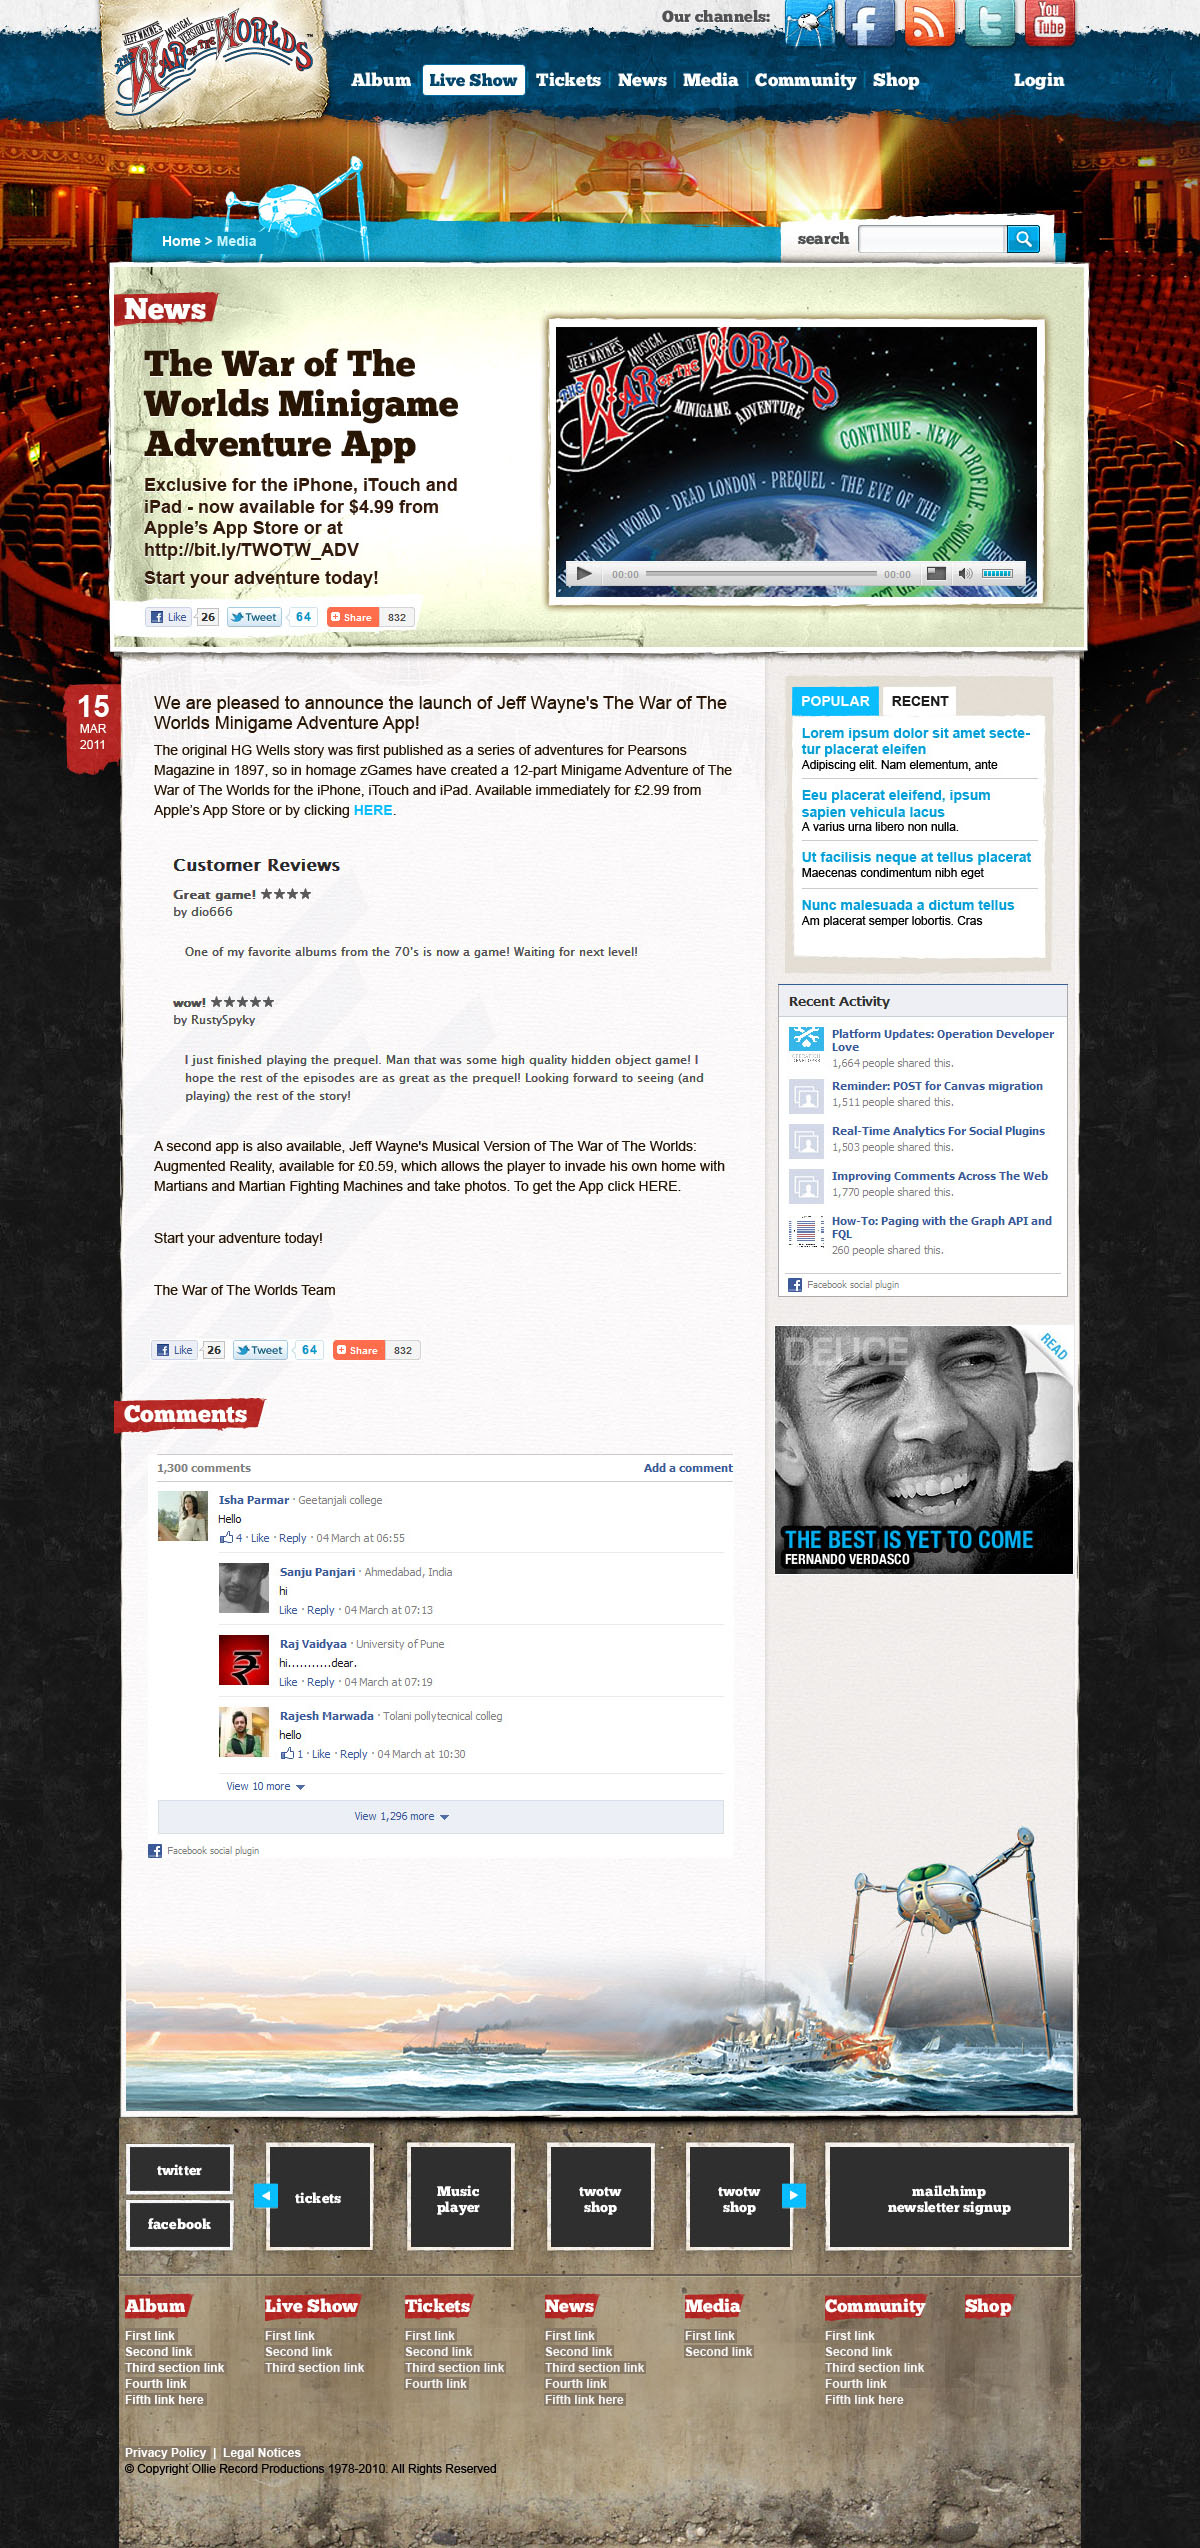 Our channels:
JEFF WAYNE'S
MUSICAL
VERSION OF
THE WAR OF THE WORLDS
You
Tube
Album
Live Show
Tickets
News
Media
Community
Shop
Login
Home > Media
search
News
The War of The
Worlds Minigame
Adventure App
Exclusive for the iPhone, iTouch and
iPad - now available for $4.99 from
Apple's App Store or at
http://bit.ly/TWOTW_ADV
Start your adventure today!
Like 26 Tweet 64 Share 832
JEFF WAYNE'S
MUSICAL
VERSION OF
THE WAR OF THE WORLDS
MINIGAME ADVENTURE
CONTINUE - NEW PROFILE -
OPTIONS
THE NEW WORLD - DEAD LONDON - PREQUEL - THE EVE OF THE
00:00 00:00
15
MAR
2011
We are pleased to announce the launch of Jeff Wayne's The War of The
Worlds Minigame Adventure App!
The original HG Wells story was first published as a series of adventures for Pearsons
Magazine in 1897, so in homage zGames have created a 12-part Minigame Adventure of The
War of The Worlds for the iPhone, iTouch and iPad. Available immediately for £2.99 from
Apple's App Store or by clicking HERE.
Customer Reviews
Great game! ★★★★
by dio666
One of my favorite albums from the 70's is now a game! Waiting for next level!
wow! ★★★★★
by RustySpyky
I just finished playing the prequel. Man that was some high quality hidden object game! I
hope the rest of the episodes are as great as the prequel! Looking forward to seeing (and
playing) the rest of the story!
A second app is also available, Jeff Wayne's Musical Version of The War of The Worlds:
Augmented Reality, available for £0.59, which allows the player to invade his own home with
Martians and Martian Fighting Machines and take photos. To get the App click HERE.
Start your adventure today!
The War of The Worlds Team
Like 26 Tweet 64 Share 832
POPULAR
RECENT
Lorem ipsum dolor sit amet secte-
tur placerat eleifen
Adipiscing elit. Nam elementum, ante
Eeu placerat eleifend, ipsum
sapien vehicula lacus
A varius urna libero non nulla.
Ut facilisis neque at tellus placerat
Maecenas condimentum nibh eget
Nunc malesuada a dictum tellus
Am placerat semper lobortis. Cras
Recent Activity
Platform Updates: Operation Developer
Love
1,664 people shared this.
Reminder: POST for Canvas migration
1,511 people shared this.
Real-Time Analytics For Social Plugins
1,503 people shared this.
Improving Comments Across The Web
1,770 people shared this.
How-To: Paging with the Graph API and
FQL
260 people shared this.
Facebook social plugin
DEUCE
READ
THE BEST IS YET TO COME
FERNANDO VERDASCO
Comments
1,300 comments
Add a comment
Isha Parmar · Geetanjali college
Hello
4 · Like · Reply · 04 March at 06:55
Sanju Panjari · Ahmedabad, India
hi
Like · Reply · 04 March at 07:13
Raj Vaidyaa · University of Pune
hi...........dear.
Like · Reply · 04 March at 07:19
Rajesh Marwada · Tolani pollytecnical colleg
hello
1 · Like · Reply · 04 March at 10:30
View 10 more
View 1,296 more
Facebook social plugin
twitter
facebook
tickets
Music
player
twotw
shop
twotw
shop
mailchimp
newsletter signup
Album
First link
Second link
Third section link
Fourth link
Fifth link here
Live Show
First link
Second link
Third section link
Tickets
First link
Second link
Third section link
Fourth link
News
First link
Second link
Third section link
Fourth link
Fifth link here
Media
First link
Second link
Community
First link
Second link
Third section link
Fourth link
Fifth link here
Shop
Privacy Policy | Legal Notices
© Copyright Ollie Record Productions 1978-2010. All Rights Reserved